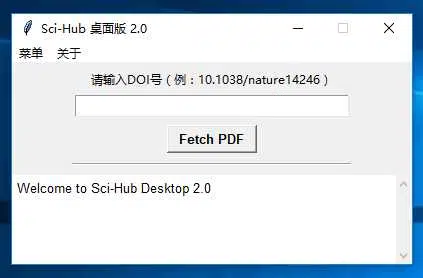 Sci-Hub 桌面版 2.0
菜单 关于
请输入DOI号（例：10.1038/nature14246）
Fetch PDF
Welcome to Sci-Hub Desktop 2.0